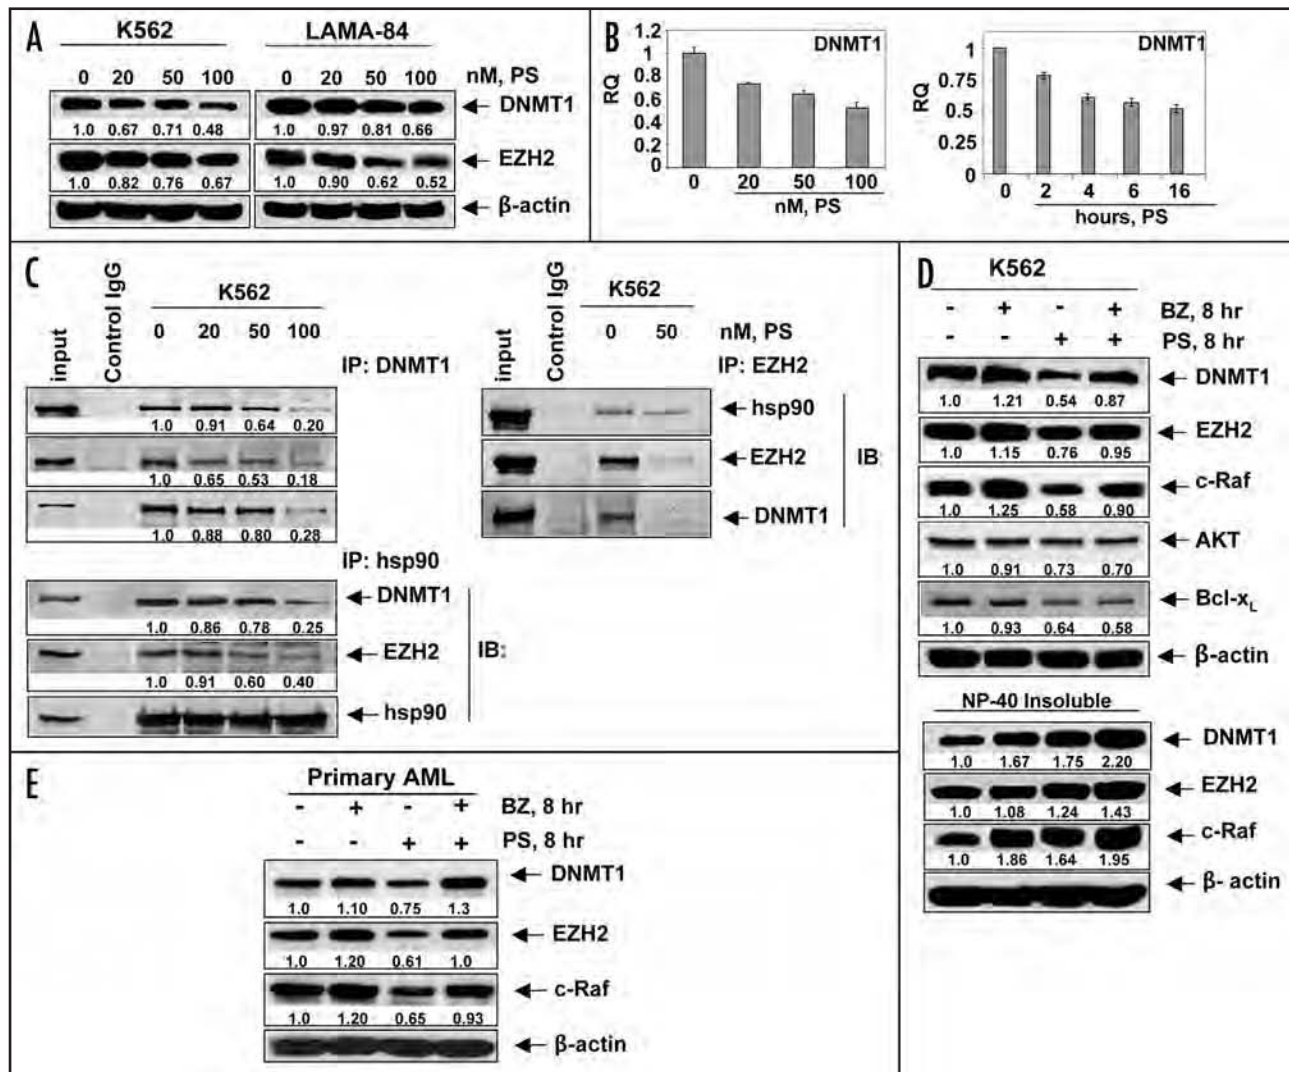 A
K562
LAMA-84
0 20 50 100 0 20 50 100 nM, PS
DNMT1
1.0 0.67 0.71 0.48 1.0 0.97 0.81 0.66
EZH2
1.0 0.82 0.76 0.67 1.0 0.90 0.62 0.52
β-actin
B
DNMT1
RQ
1.2
1
0.8
0.6
0.4
0.2
0
0 20 50 100
nM, PS
DNMT1
RQ
1
0.75
0.5
0.25
0
0 2 4 6 16
hours, PS
C
input
Control IgG
K562
0 20 50 100
IP: DNMT1
1.0 0.91 0.64 0.20
1.0 0.65 0.53 0.18
1.0 0.88 0.80 0.28
IP: hsp90
DNMT1
1.0 0.86 0.78 0.25
EZH2
IB:
1.0 0.91 0.60 0.40
hsp90
input
Control IgG
K562
0 50 nM, PS
IP: EZH2
hsp90
EZH2
IB:
DNMT1
D
K562
- + - + BZ, 8 hr
- - + + PS, 8 hr
DNMT1
1.0 1.21 0.54 0.87
EZH2
1.0 1.15 0.76 0.95
c-Raf
1.0 1.25 0.58 0.90
AKT
1.0 0.91 0.73 0.70
Bcl-xL
1.0 0.93 0.64 0.58
β-actin
NP-40 Insoluble
DNMT1
1.0 1.67 1.75 2.20
EZH2
1.0 1.08 1.24 1.43
c-Raf
1.0 1.86 1.64 1.95
β- actin
E
Primary AML
- + - + BZ, 8 hr
- - + + PS, 8 hr
DNMT1
1.0 1.10 0.75 1.3
EZH2
1.0 1.20 0.61 1.0
c-Raf
1.0 1.20 0.65 0.93
β-actin